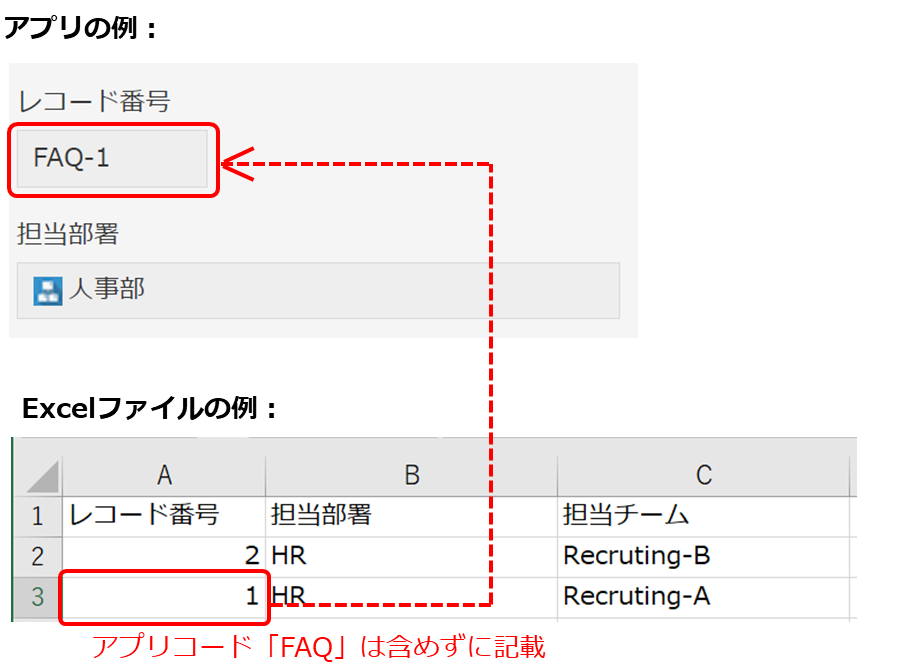 アプリの例：
レコード番号
FAQ-1
担当部署
人事部
Excelファイルの例：
A B C
1 レコード番号 担当部署 担当チーム
2 2 HR Recruting-B
3 1 HR Recruting-A
アプリコード「FAQ」は含めずに記載